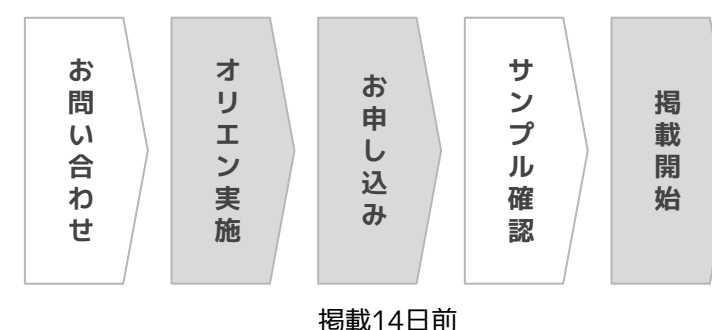 お問い合わせ
オリエン実施
お申し込み
サンプル確認
掲載開始
掲載14日前